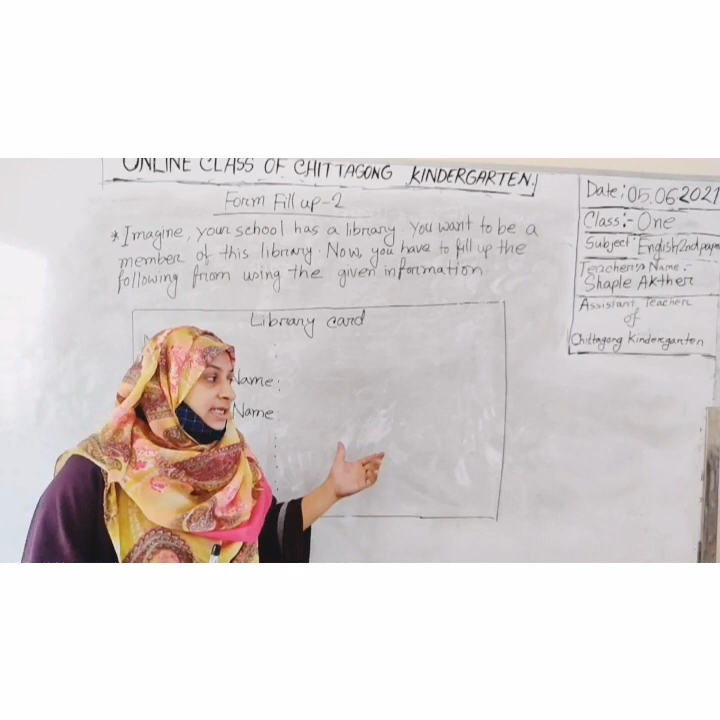 ONLINE CLASS OF CHITTAGONG KINDERGARTEN.
Form Fill up-2
*Imagine, your school has a library. You want to be a
member of this library. Now, you have to fill up the
following from using the given information.
Library card
Name:
Name
Date: 05.06.2021
Class:- One
Subject: English/2nd paper
Teacher's Name:-
Shaple Akther
Assistant Teacher
of
Chittagong Kindergarten